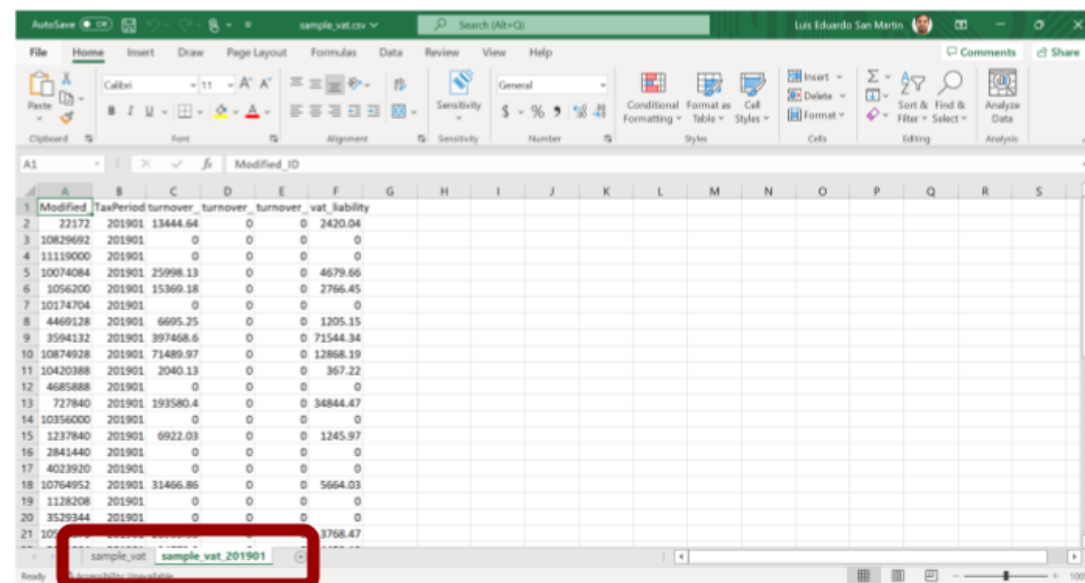 AutoSave sample_vat.csv Search (Alt+Q) Luis Eduardo San Martin
File Home Insert Draw Page Layout Formulas Data Review View Help Comments Share
Paste Calibri 11 General Sensitivity Conditional Formatting Format as Table Cell Styles Insert Delete Format Sort & Filter Find & Select Analyze Data
Clipboard Font Alignment Sensitivity Number Styles Cells Editing Analysis
A1 fx Modified_ID
A B C D E F G H I J K L M N O P Q R S
1 Modified_ TaxPeriod turnover_ turnover_ turnover_ vat_liability
2 22172 201901 13444.64 0 0 2420.04
3 10829692 201901 0 0 0 0
4 11119000 201901 0 0 0 0
5 10074084 201901 25998.13 0 0 4679.66
6 1056200 201901 15369.18 0 0 2766.45
7 10174704 201901 0 0 0 0
8 4469128 201901 6695.25 0 0 1205.15
9 3594132 201901 397468.6 0 0 71544.34
10 10874928 201901 71489.97 0 0 12868.19
11 10420388 201901 2040.13 0 0 367.22
12 4685888 201901 0 0 0 0
13 727840 201901 193580.4 0 0 34844.47
14 10356000 201901 0 0 0 0
15 1237840 201901 6922.03 0 0 1245.97
16 2841440 201901 0 0 0 0
17 4023920 201901 0 0 0 0
18 10764952 201901 31466.86 0 0 5664.03
19 1128208 201901 0 0 0 0
20 3529344 201901 0 0 0 0
21 3768.47
sample_vat sample_vat_201901
Ready Accessibility: Unavailable